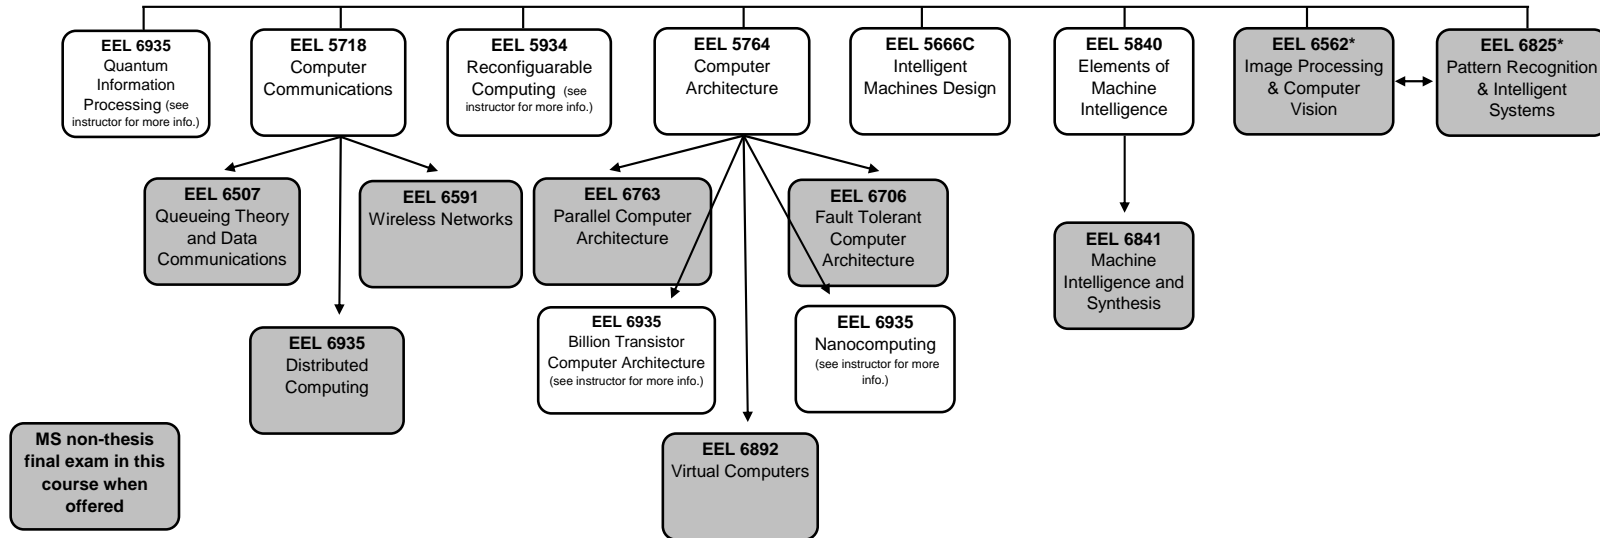 EEL 6935
Quantum
Information
Processing (see
instructor for more info.)
EEL 5718
Computer
Communications
EEL 5934
Reconfiguarable
Computing (see
instructor for more info.)
EEL 5764
Computer
Architecture
EEL 5666C
Intelligent
Machines Design
EEL 5840
Elements of
Machine
Intelligence
EEL 6562*
Image Processing
& Computer
Vision
EEL 6825*
Pattern Recognition
& Intelligent
Systems
EEL 6507
Queueing Theory
and Data
Communications
EEL 6591
Wireless Networks
EEL 6763
Parallel Computer
Architecture
EEL 6706
Fault Tolerant
Computer
Architecture
EEL 6841
Machine
Intelligence and
Synthesis
EEL 6935
Distributed
Computing
EEL 6935
Billion Transistor
Computer Architecture
(see instructor for more info.)
EEL 6935
Nanocomputing
(see instructor for more
info.)
MS non-thesis
final exam in this
course when
offered
EEL 6892
Virtual Computers